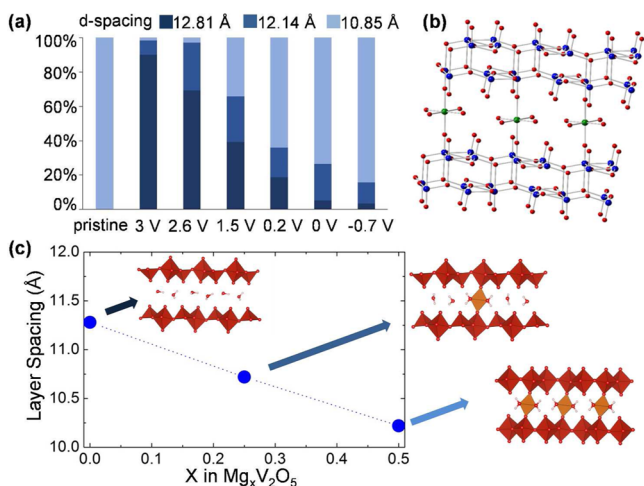 (a) d-spacing 12.81 Å 12.14 Å 10.85 Å (b)
100%
80%
60%
40%
20%
0%
pristine 3 V 2.6 V 1.5 V 0.2 V 0 V -0.7 V
(c)
Layer Spacing (Å)
12.0
11.5
11.0
10.5
10.0
0.0 0.1 0.2 0.3 0.4 0.5
X in MgₓV₂O₅